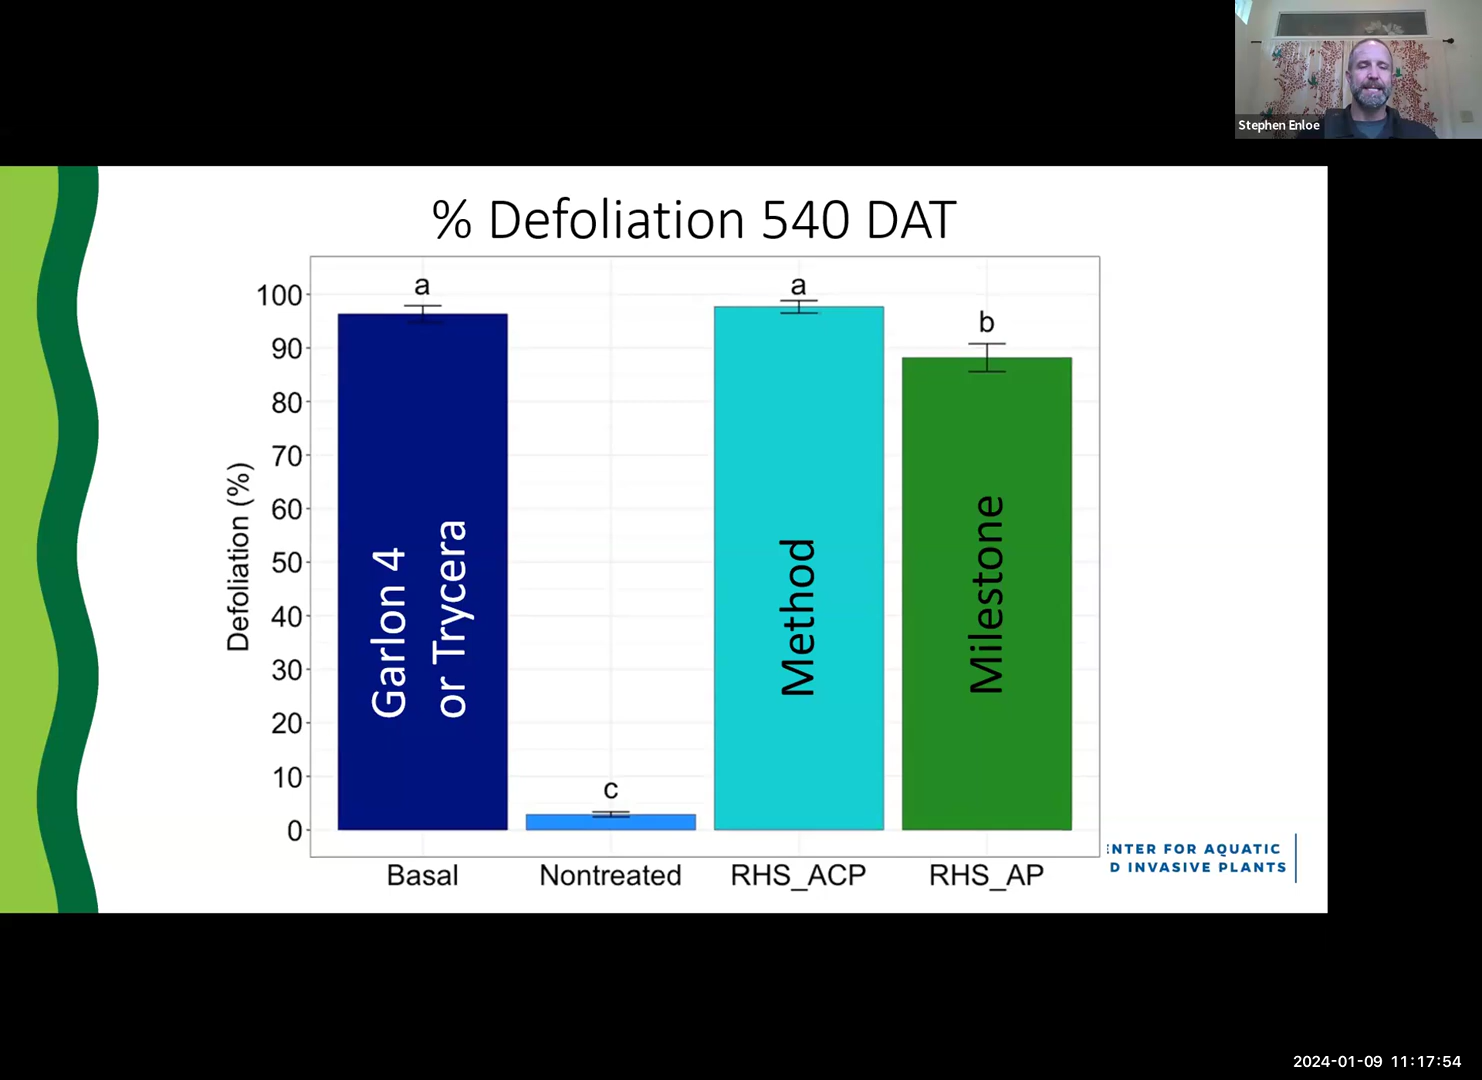 Stephen Enloe
% Defoliation 540 DAT
Defoliation (%)
100
90
80
70
60
50
40
30
20
10
0
a
c
a
b
Garlon 4
or Trycera
Method
Milestone
Basal
Nontreated
RHS_ACP
RHS_AP
ENTER FOR AQUATIC
D INVASIVE PLANTS
2024-01-09 11:17:54